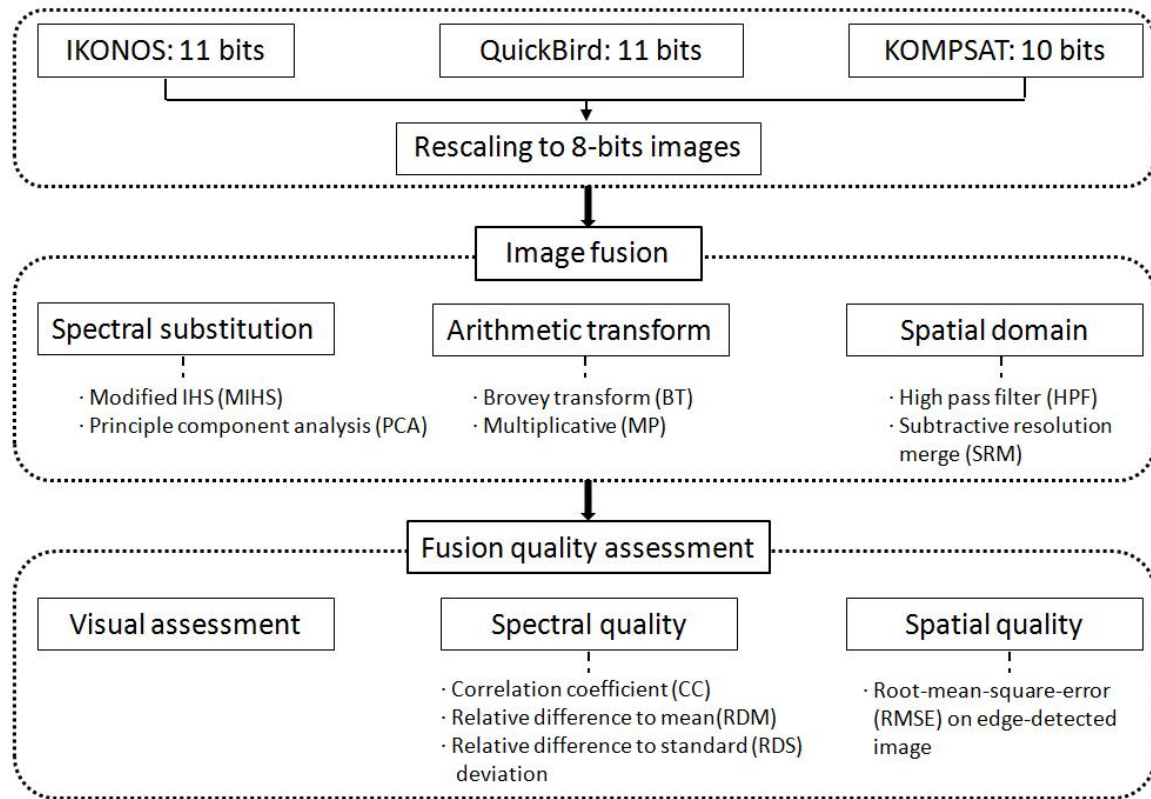 IKONOS: 11 bits
QuickBird: 11 bits
KOMPSAT: 10 bits
Rescaling to 8-bits images
Image fusion
Spectral substitution
· Modified IHS (MIHS)
· Principle component analysis (PCA)
Arithmetic transform
· Brovey transform (BT)
· Multiplicative (MP)
Spatial domain
· High pass filter (HPF)
· Subtractive resolution
merge (SRM)
Fusion quality assessment
Visual assessment
Spectral quality
· Correlation coefficient (CC)
· Relative difference to mean(RDM)
· Relative difference to standard (RDS)
deviation
Spatial quality
· Root-mean-square-error
(RMSE) on edge-detected
image